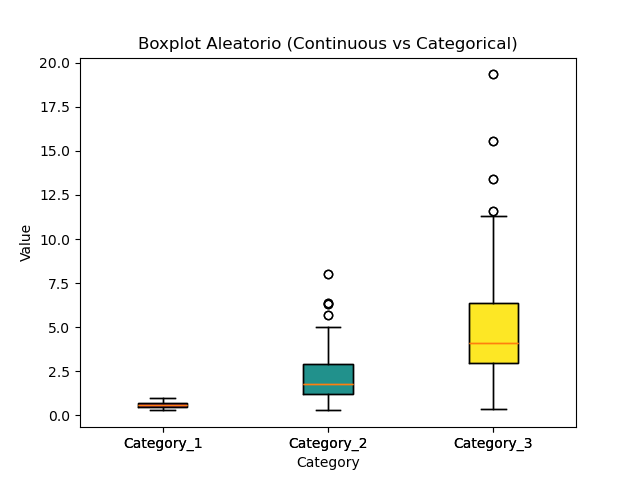 Boxplot Aleatorio (Continuous vs Categorical)
20.0
17.5
15.0
12.5
10.0
7.5
5.0
2.5
0.0
Value
Category_1 Category_2 Category_3
Category